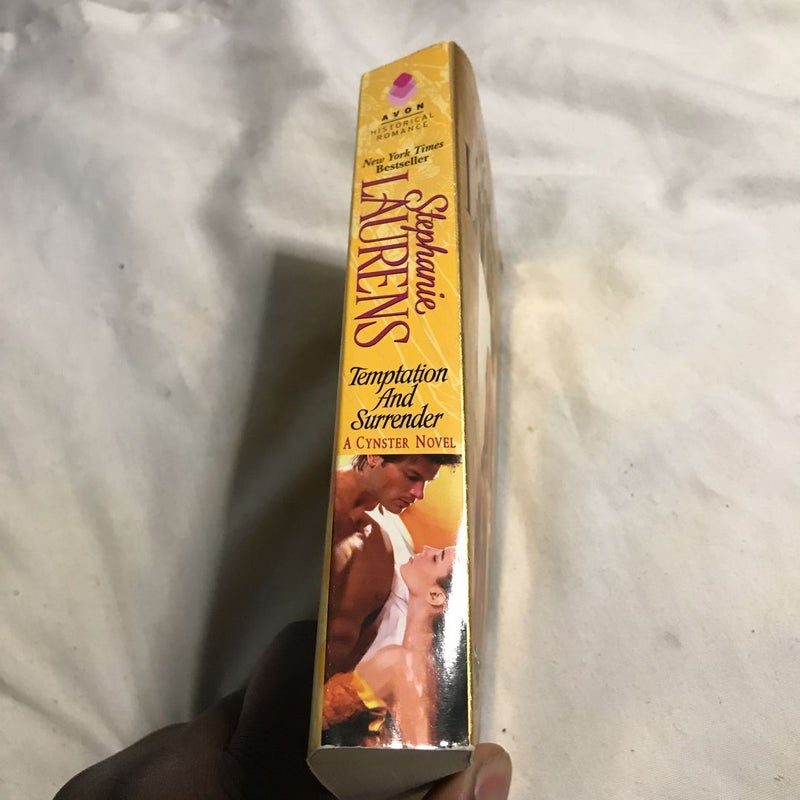 AVON
HISTORICAL
ROMANCE
New York Times
Bestseller
Stephanie
LAURENS
Temptation
And
Surrender
A CYNSTER NOVEL